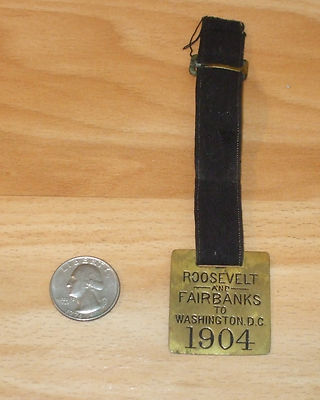 ROOSEVELT
AND
FAIRBANKS
TO
WASHINGTON.D.C
1904
LIBERTY